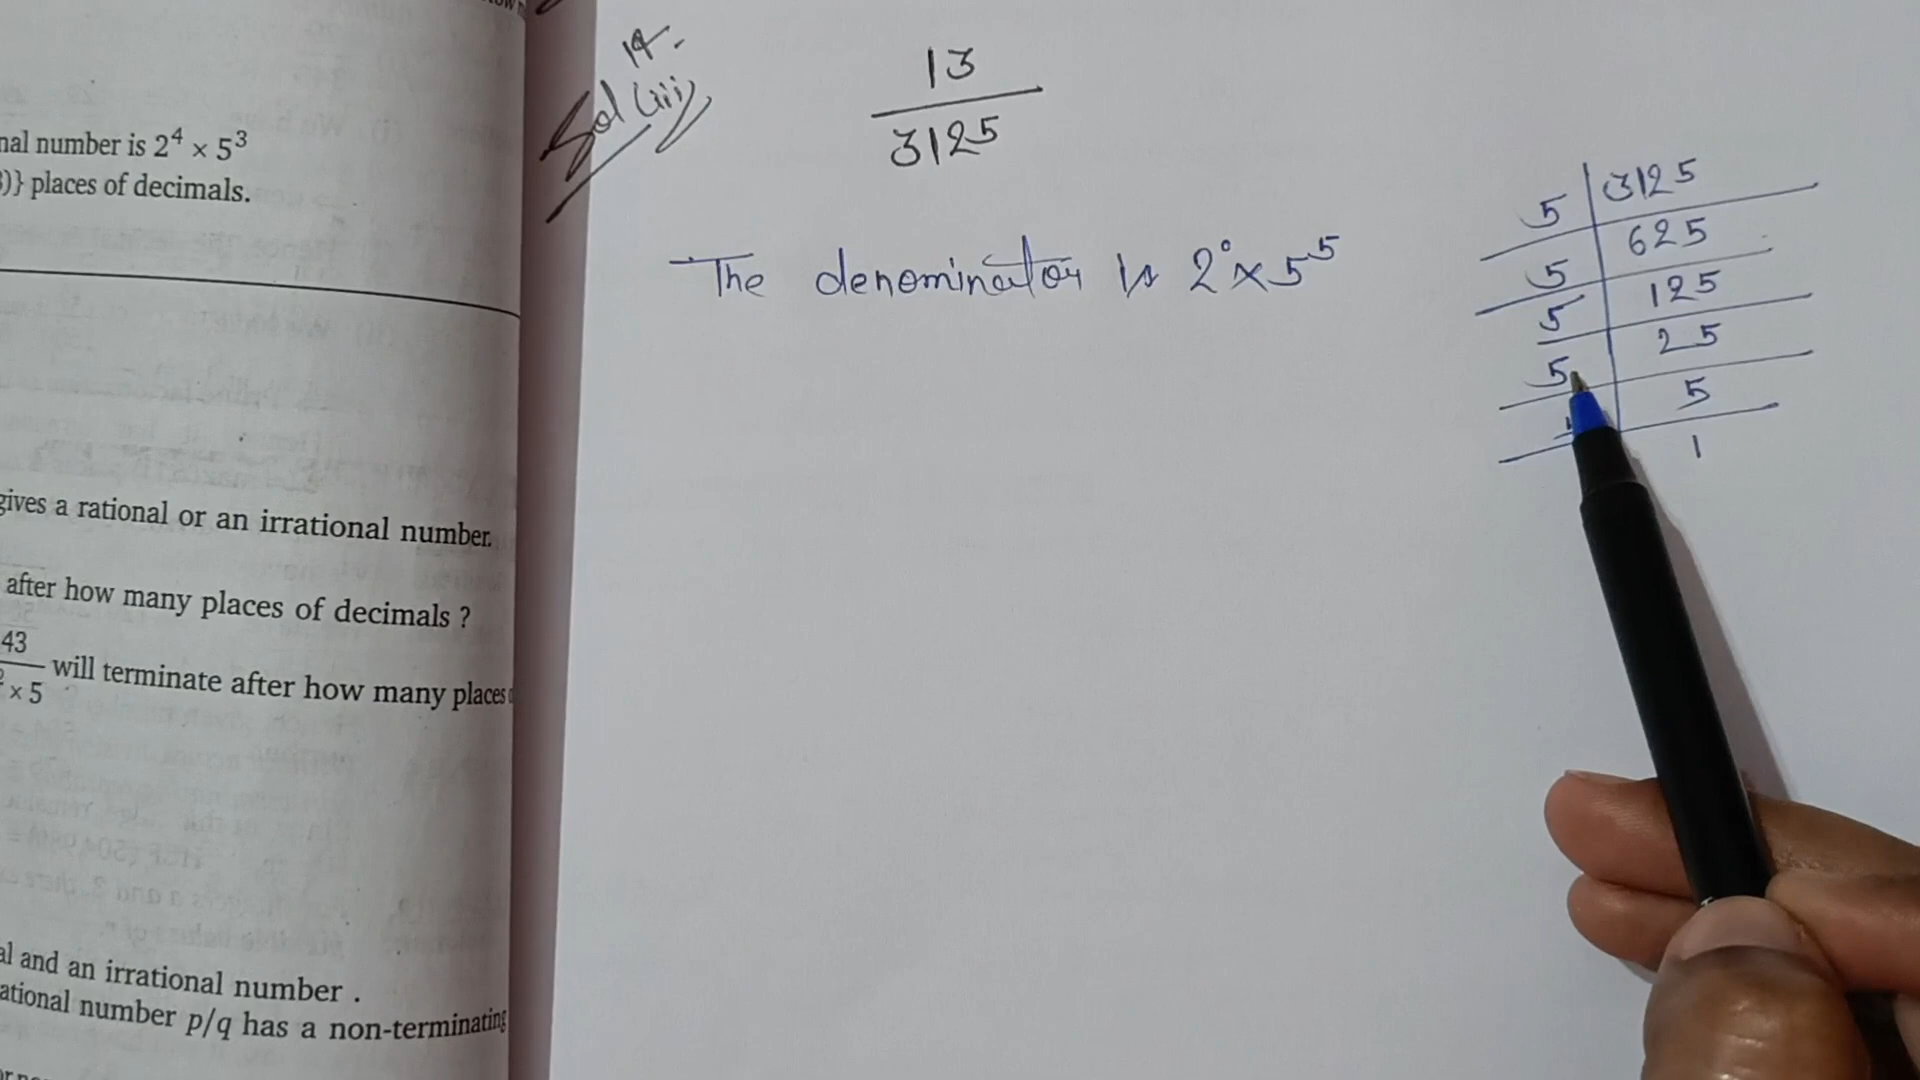 nal number is 2⁴ × 5³
)} places of decimals.
gives a rational or an irrational number.
after how many places of decimals ?
43
× 5 will terminate after how many places
al and an irrational number .
ational number p/q has a non-terminating
14.
Sol (iii)
13
3125
The denominator is 2⁰ × 5⁵
5 3125
5 625
5 125
5 25
5
1